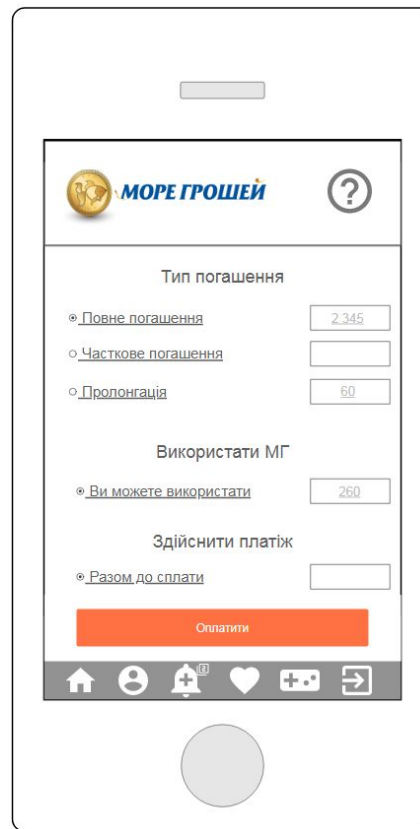 МОРЕ ГРОШЕЙ
?
Тип погашення
Повне погашення 2 345
Часткове погашення
Пролонгація 60
Використати МГ
Ви можете використати 260
Здійснити платіж
Разом до сплати
Оплатити